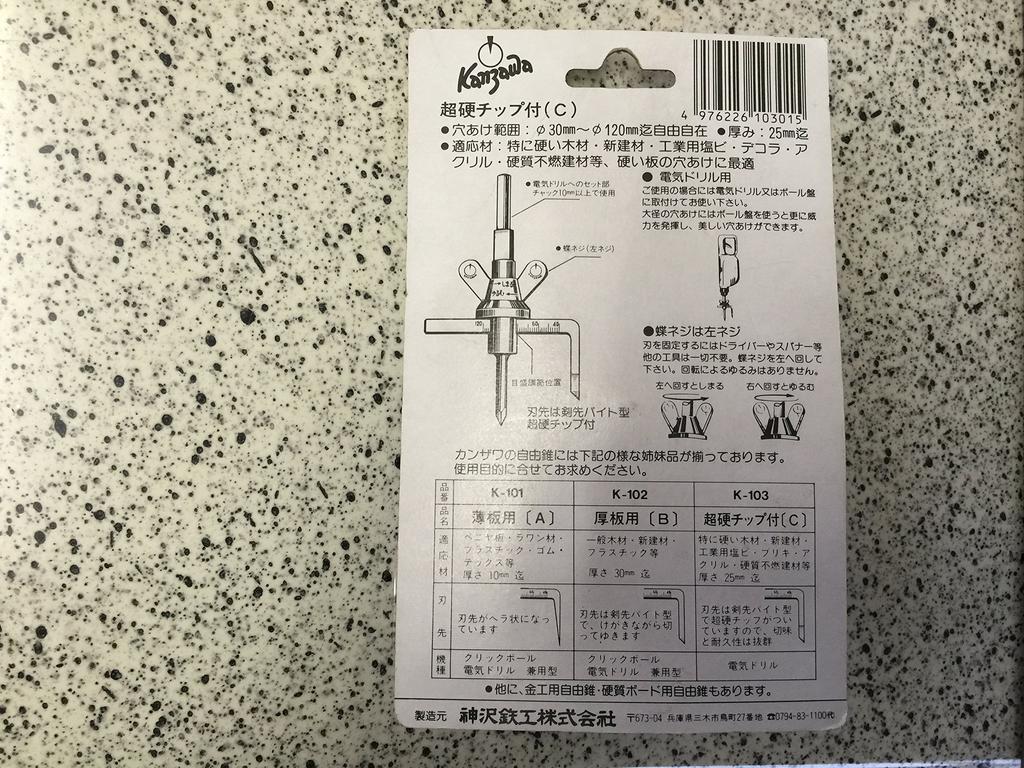 Kanzawa
4 976226 103015
超硬チップ付(C)
●穴あけ範囲：φ30mm～φ120mm迄自由自在 ●厚み：25mm迄
●適応材：特に硬い木材・新建材・工業用塩ビ・デコラ・ア
クリル・硬質不燃建材等、硬い板の穴あけに最適
●電気ドリルへのセット部
チャック10mm以上で使用
●蝶ネジ(左ネジ)
120
60
40
目盛調節位置
刃先は剣先バイト型
超硬チップ付
● 電気ドリル用
ご使用の場合には電気ドリル又はボール盤
に取付けてお使い下さい。
大径の穴あけにはボール盤を使うと更に威
力を発揮し、美しい穴あけができます。
●蝶ネジは左ネジ
刃を固定するにはドライバーやスパナー等
他の工具は一切不要。蝶ネジを左へ回して
下さい。回転によるゆるみはありません。
左へ回すとしまる 右へ回すとゆるむ
カンザワの自由錐には下記の様な姉妹品が揃っております。
使用目的に合せてお求めください。
品番 K-101 K-102 K-103
品名 薄板用〔A〕 厚板用〔B〕 超硬チップ付〔C〕
適応材
ベニヤ板・ラワン材・
プラスチック・ゴム・
テックス等
厚さ 10mm 迄
一般木材・新建材・
プラスチック等
厚さ 30mm 迄
特に硬い木材・新建材・
工業用塩ビ・ブリキ・ア
クリル・硬質不燃建材等
厚さ 25mm 迄
刃先
刃先がヘラ状になっ
ています
刃先は剣先バイト型
で、けがきながら切
ってゆきます
刃先は剣先バイト型
で超硬チップがつい
ていますので、切味
と耐久性は抜群
機種
クリックボール
電気ドリル 兼用型
クリックボール
電気ドリル 兼用型
電気ドリル
●他に、金工用自由錐・硬質ボード用自由錐もあります。
製造元 神沢鉄工株式会社 〒673-04 兵庫県三木市鳥町27番地 ☎0794-83-1100代